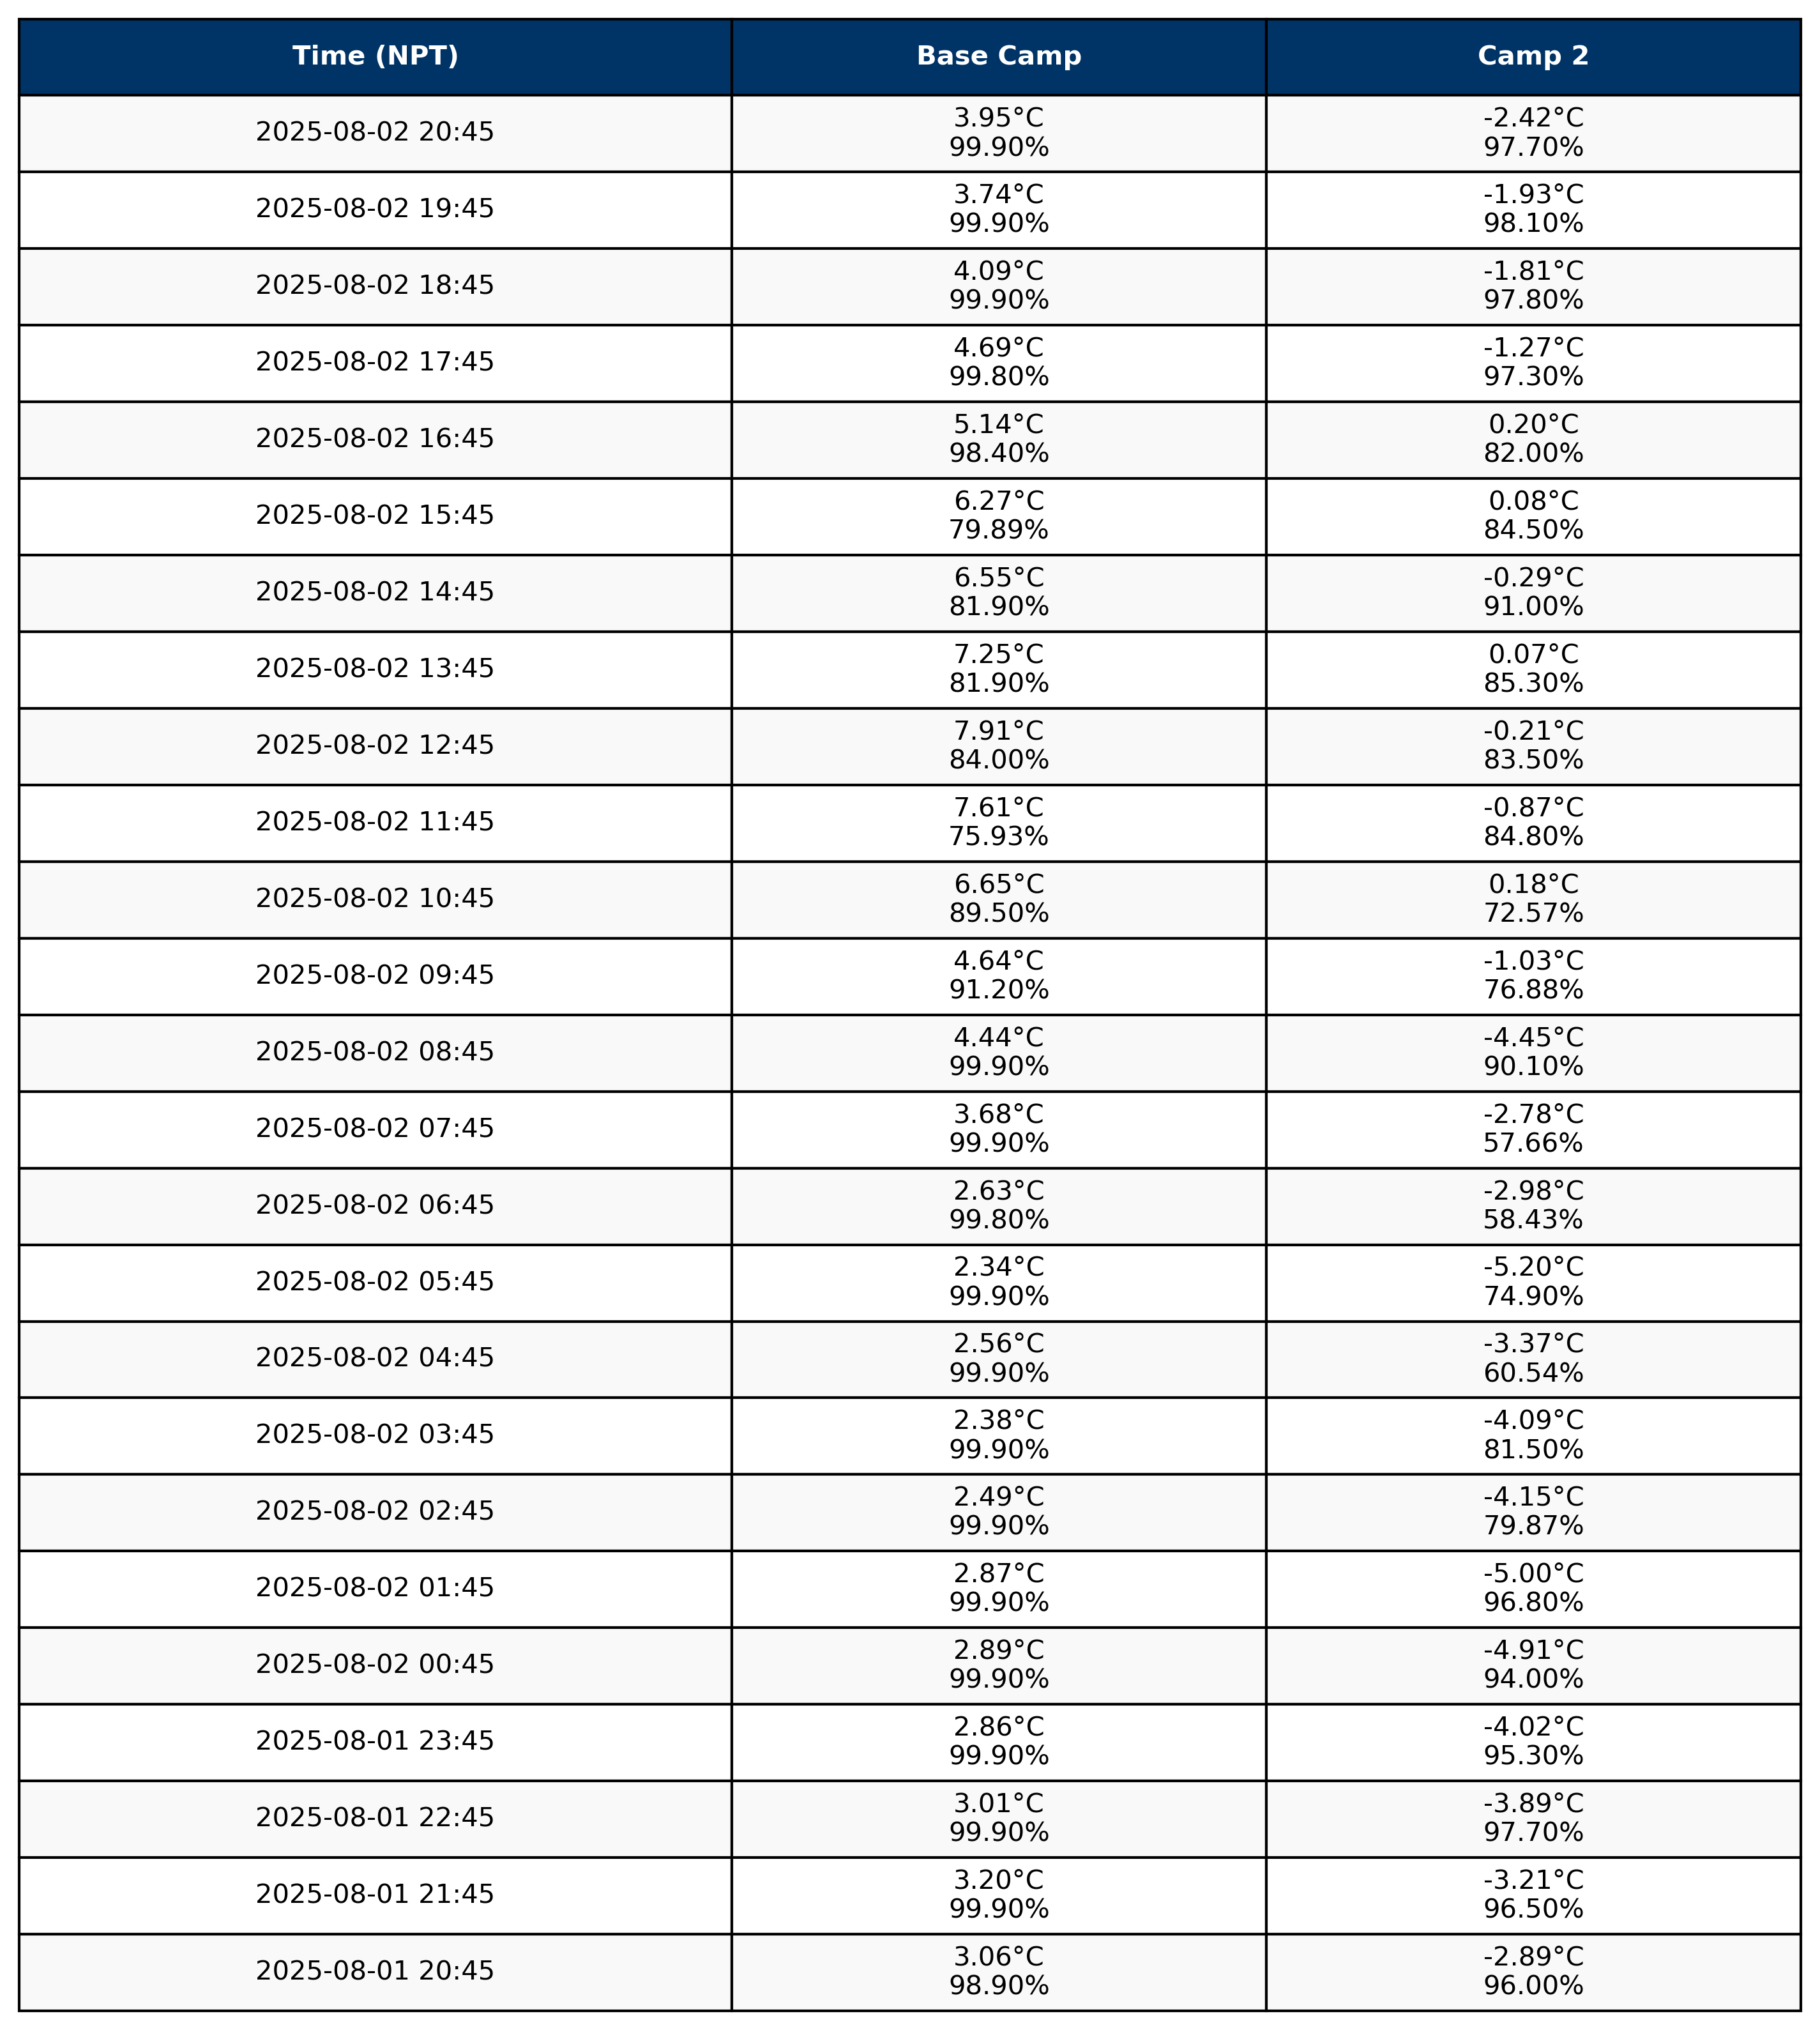 Time (NPT) Base Camp Camp 2
2025-08-02 20:45 3.95°C -2.42°C
99.90% 97.70%
2025-08-02 19:45 3.74°C -1.93°C
99.90% 98.10%
2025-08-02 18:45 4.09°C -1.81°C
99.90% 97.80%
2025-08-02 17:45 4.69°C -1.27°C
99.80% 97.30%
2025-08-02 16:45 5.14°C 0.20°C
98.40% 82.00%
2025-08-02 15:45 6.27°C 0.08°C
79.89% 84.50%
2025-08-02 14:45 6.55°C -0.29°C
81.90% 91.00%
2025-08-02 13:45 7.25°C 0.07°C
81.90% 85.30%
2025-08-02 12:45 7.91°C -0.21°C
84.00% 83.50%
2025-08-02 11:45 7.61°C -0.87°C
75.93% 84.80%
2025-08-02 10:45 6.65°C 0.18°C
89.50% 72.57%
2025-08-02 09:45 4.64°C -1.03°C
91.20% 76.88%
2025-08-02 08:45 4.44°C -4.45°C
99.90% 90.10%
2025-08-02 07:45 3.68°C -2.78°C
99.90% 57.66%
2025-08-02 06:45 2.63°C -2.98°C
99.80% 58.43%
2025-08-02 05:45 2.34°C -5.20°C
99.90% 74.90%
2025-08-02 04:45 2.56°C -3.37°C
99.90% 60.54%
2025-08-02 03:45 2.38°C -4.09°C
99.90% 81.50%
2025-08-02 02:45 2.49°C -4.15°C
99.90% 79.87%
2025-08-02 01:45 2.87°C -5.00°C
99.90% 96.80%
2025-08-02 00:45 2.89°C -4.91°C
99.90% 94.00%
2025-08-01 23:45 2.86°C -4.02°C
99.90% 95.30%
2025-08-01 22:45 3.01°C -3.89°C
99.90% 97.70%
2025-08-01 21:45 3.20°C -3.21°C
99.90% 96.50%
2025-08-01 20:45 3.06°C -2.89°C
98.90% 96.00%